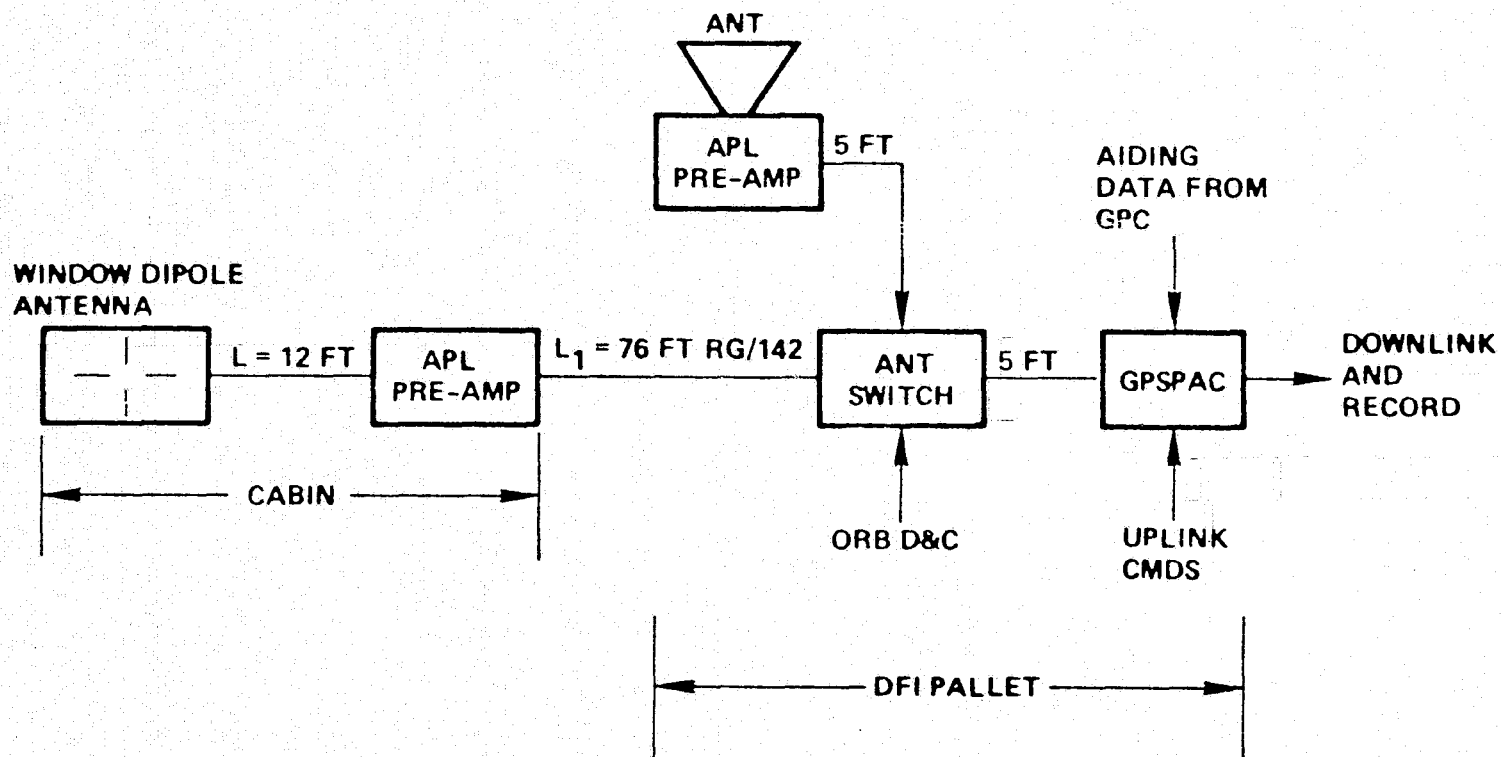 ANT
APL
PRE-AMP
5 FT
AIDING
DATA FROM
GPC
WINDOW DIPOLE
ANTENNA
L = 12 FT
APL
PRE-AMP
L1 = 76 FT RG/142
ANT
SWITCH
5 FT
GPSPAC
DOWNLINK
AND
RECORD
CABIN
ORB D&C
UPLINK
CMDS
DFI PALLET